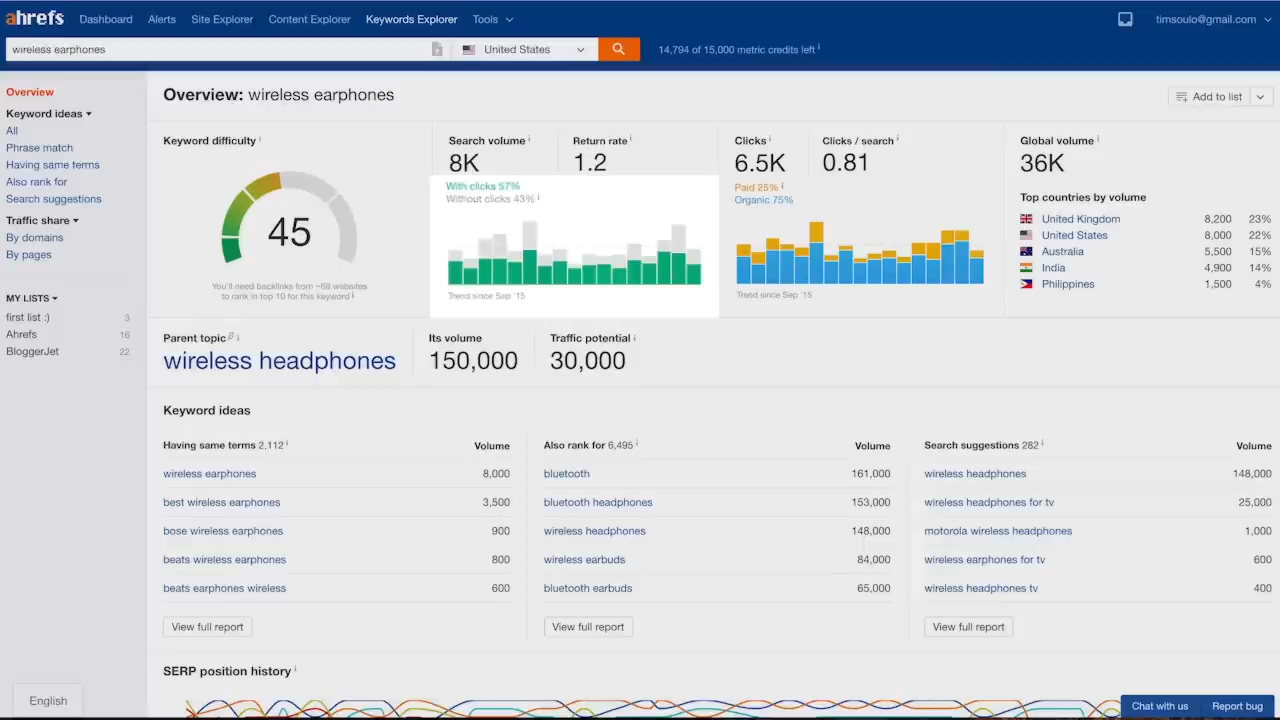 ahrefs Dashboard Alerts Site Explorer Content Explorer Keywords Explorer Tools timsoulo@gmail.com
wireless earphones United States 14,794 of 15,000 metric credits left i
Overview
Keyword ideas
All
Phrase match
Having same terms
Also rank for
Search suggestions
Traffic share
By domains
By pages
MY LISTS
first list :) 3
Ahrefs 16
BloggerJet 22
English
Overview: wireless earphones Add to list
Keyword difficulty i
45
You'll need backlinks from ~68 websites
to rank in top 10 for this keyword i
Search volume i Return rate i
8K 1.2
With clicks 57%
Without clicks 43% i
Trend since Sep '15
Clicks i Clicks / search i
6.5K 0.81
Paid 25% i
Organic 75%
Trend since Sep '15
Global volume i
36K
Top countries by volume
United Kingdom 8,200 23%
United States 8,000 22%
Australia 5,500 15%
India 4,900 14%
Philippines 1,500 4%
Parent topic β i Its volume Traffic potential i
wireless headphones 150,000 30,000
Keyword ideas
Having same terms 2,112 i Volume
wireless earphones 8,000
best wireless earphones 3,500
bose wireless earphones 900
beats wireless earphones 800
beats earphones wireless 600
View full report
Also rank for 6,495 i Volume
bluetooth 161,000
bluetooth headphones 153,000
wireless headphones 148,000
wireless earbuds 84,000
bluetooth earbuds 65,000
View full report
Search suggestions 282 i Volume
wireless headphones 148,000
wireless headphones for tv 25,000
motorola wireless headphones 1,000
wireless earphones for tv 600
wireless headphones tv 400
View full report
SERP position history i
Chat with us Report bug